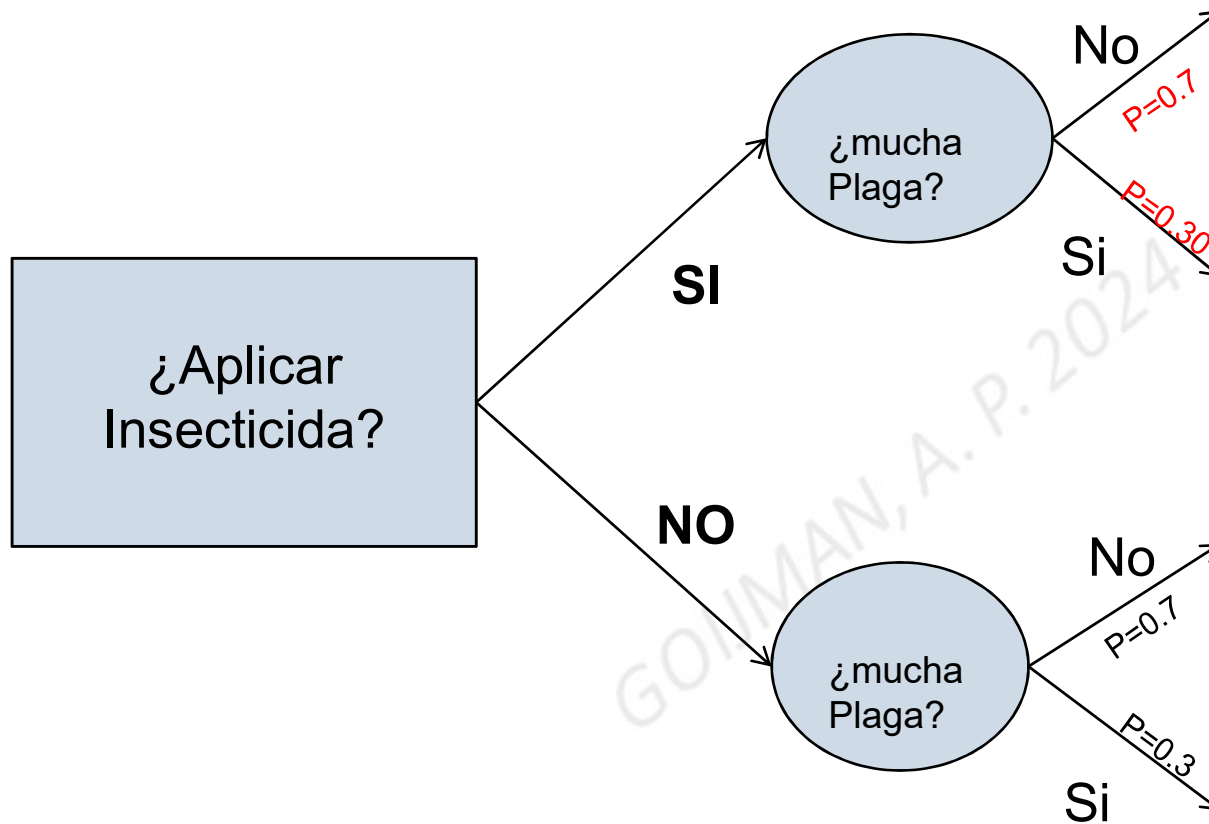 No
P=0.7
¿mucha
Plaga?
P=0.30
Si
SI
¿Aplicar
Insecticida?
NO
No
P=0.7
¿mucha
Plaga?
P=0.3
Si
GOIJMAN, A. P. 2024